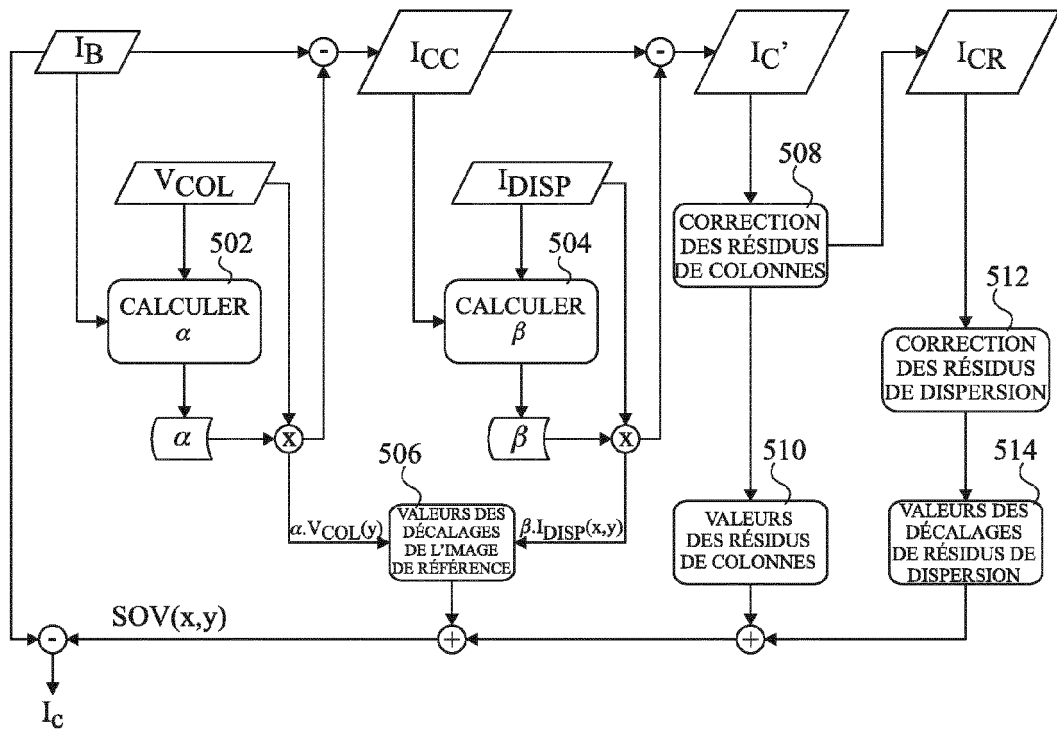 I_B
-
I_CC
-
I_C'
I_CR
V_COL
I_DISP
508
CORRECTION
DES RÉSIDUS
DE COLONNES
502
CALCULER
α
504
CALCULER
β
512
CORRECTION
DES RÉSIDUS
DE DISPERSION
α
x
β
x
506
VALEURS DES
DÉCALAGES
DE L'IMAGE
DE RÉFÉRENCE
α.V_COL(y)
β.I_DISP(x,y)
510
VALEURS
DES RÉSIDUS
DE COLONNES
514
VALEURS DES
DÉCALAGES
DE RÉSIDUS DE
DISPERSION
SOV(x,y)
-
+
+
I_C